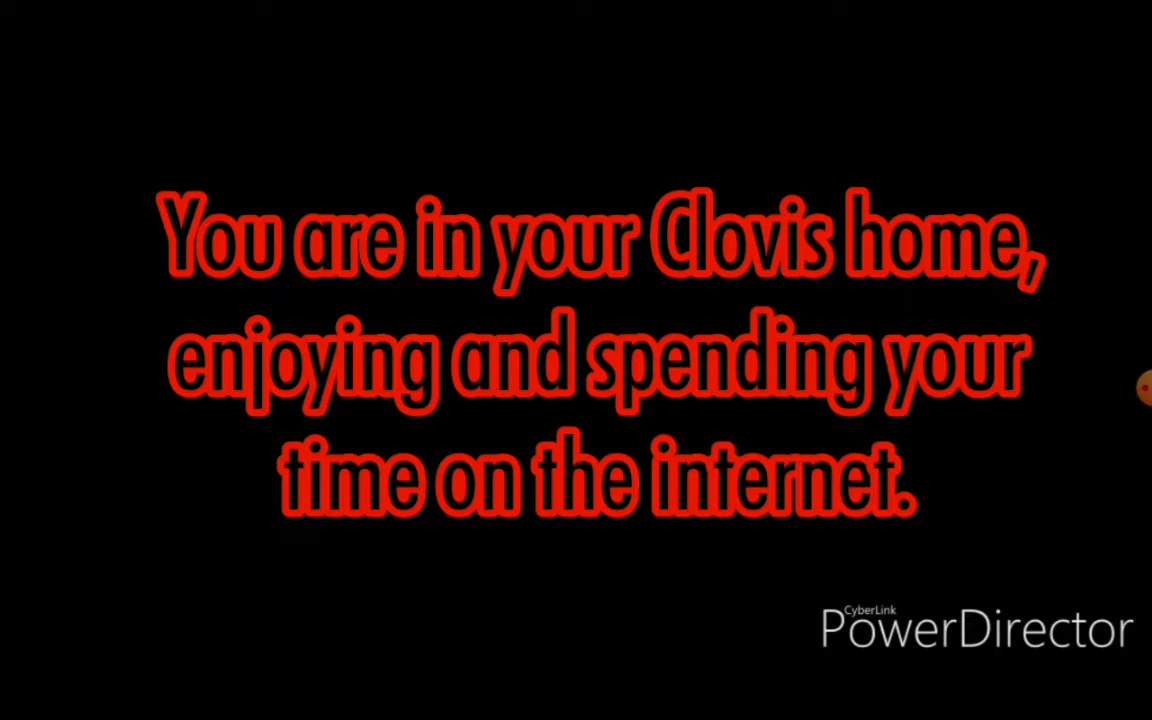 You are in your Clovis home,
enjoying and spending your
time on the internet.
CyberLink
PowerDirector